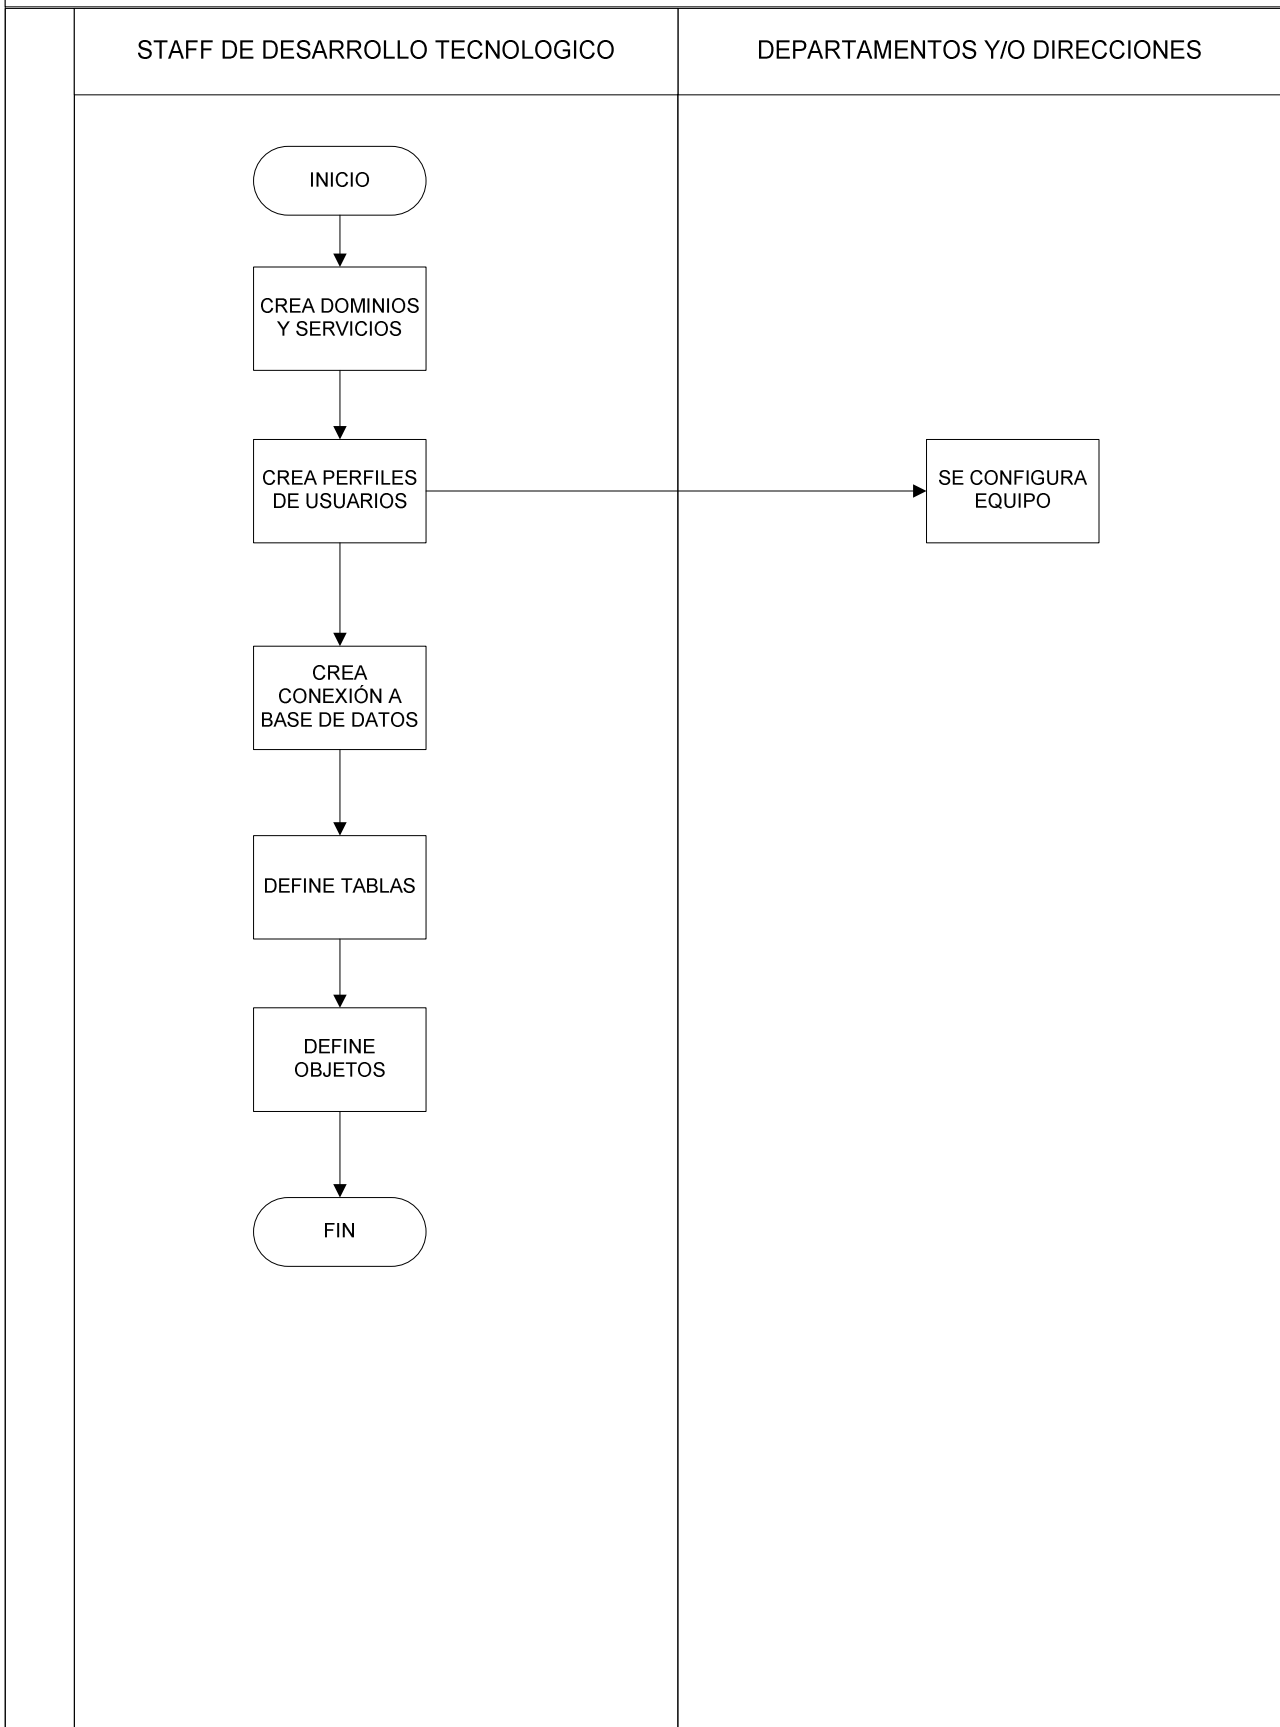 STAFF DE DESARROLLO TECNOLOGICO
DEPARTAMENTOS Y/O DIRECCIONES
INICIO
CREA DOMINIOS
Y SERVICIOS
CREA PERFILES
DE USUARIOS
SE CONFIGURA
EQUIPO
CREA
CONEXIÓN A
BASE DE DATOS
DEFINE TABLAS
DEFINE
OBJETOS
FIN